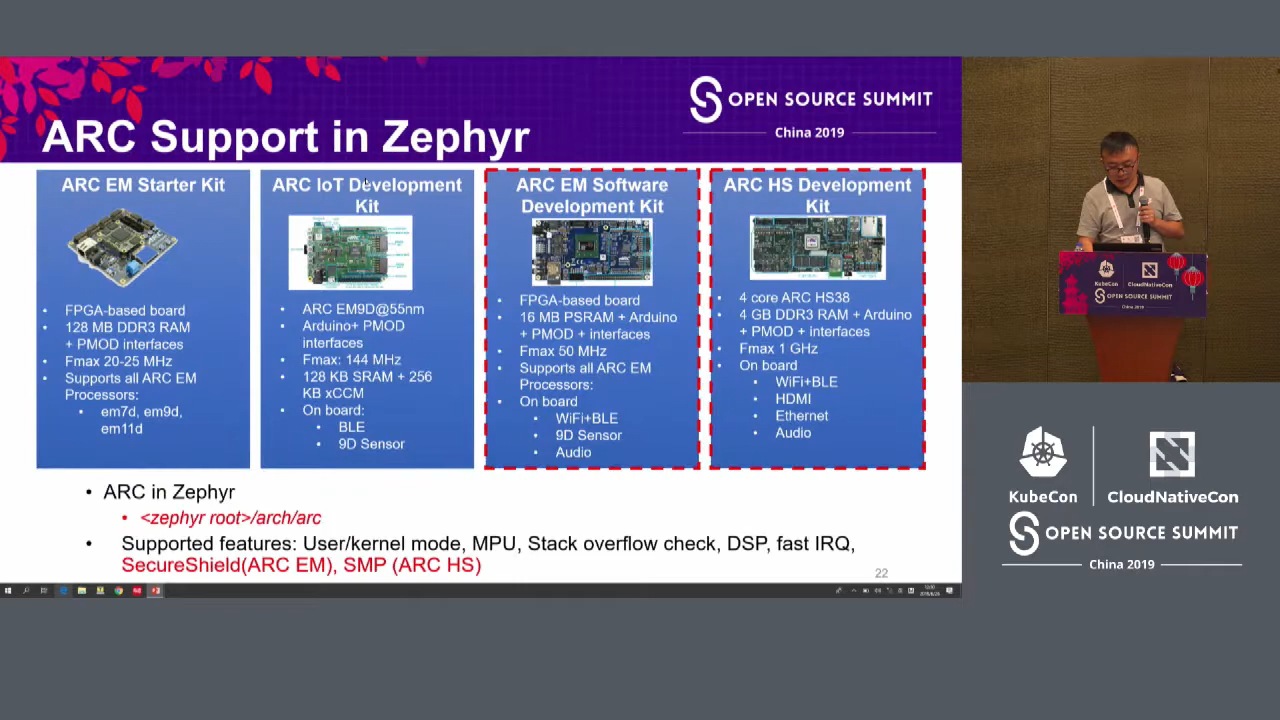 OPEN SOURCE SUMMIT
China 2019
ARC Support in Zephyr
ARC EM Starter Kit
• FPGA-based board
• 128 MB DDR3 RAM
+ PMOD interfaces
• Fmax 20-25 MHz
• Supports all ARC EM
Processors:
• em7d, em9d,
em11d
ARC IoT Development
Kit
• ARC EM9D@55nm
• Arduino+ PMOD
interfaces
• Fmax: 144 MHz
• 128 KB SRAM + 256
KB xCCM
• On board:
• BLE
• 9D Sensor
ARC EM Software
Development Kit
• FPGA-based board
• 16 MB PSRAM + Arduino
+ PMOD + interfaces
• Fmax 50 MHz
• Supports all ARC EM
Processors:
• On board
• WiFi+BLE
• 9D Sensor
• Audio
ARC HS Development
Kit
• 4 core ARC HS38
• 4 GB DDR3 RAM + Arduino
+ PMOD + interfaces
• Fmax 1 GHz
• On board
• WiFi+BLE
• HDMI
• Ethernet
• Audio
• ARC in Zephyr
• <zephyr root>/arch/arc
• Supported features: User/kernel mode, MPU, Stack overflow check, DSP, fast IRQ,
SecureShield(ARC EM), SMP (ARC HS)
22
KubeCon
CloudNativeCon
OPEN SOURCE SUMMIT
China 2019
KubeCon
CloudNativeCon
OPEN SOURCE SUMMIT
China 2019